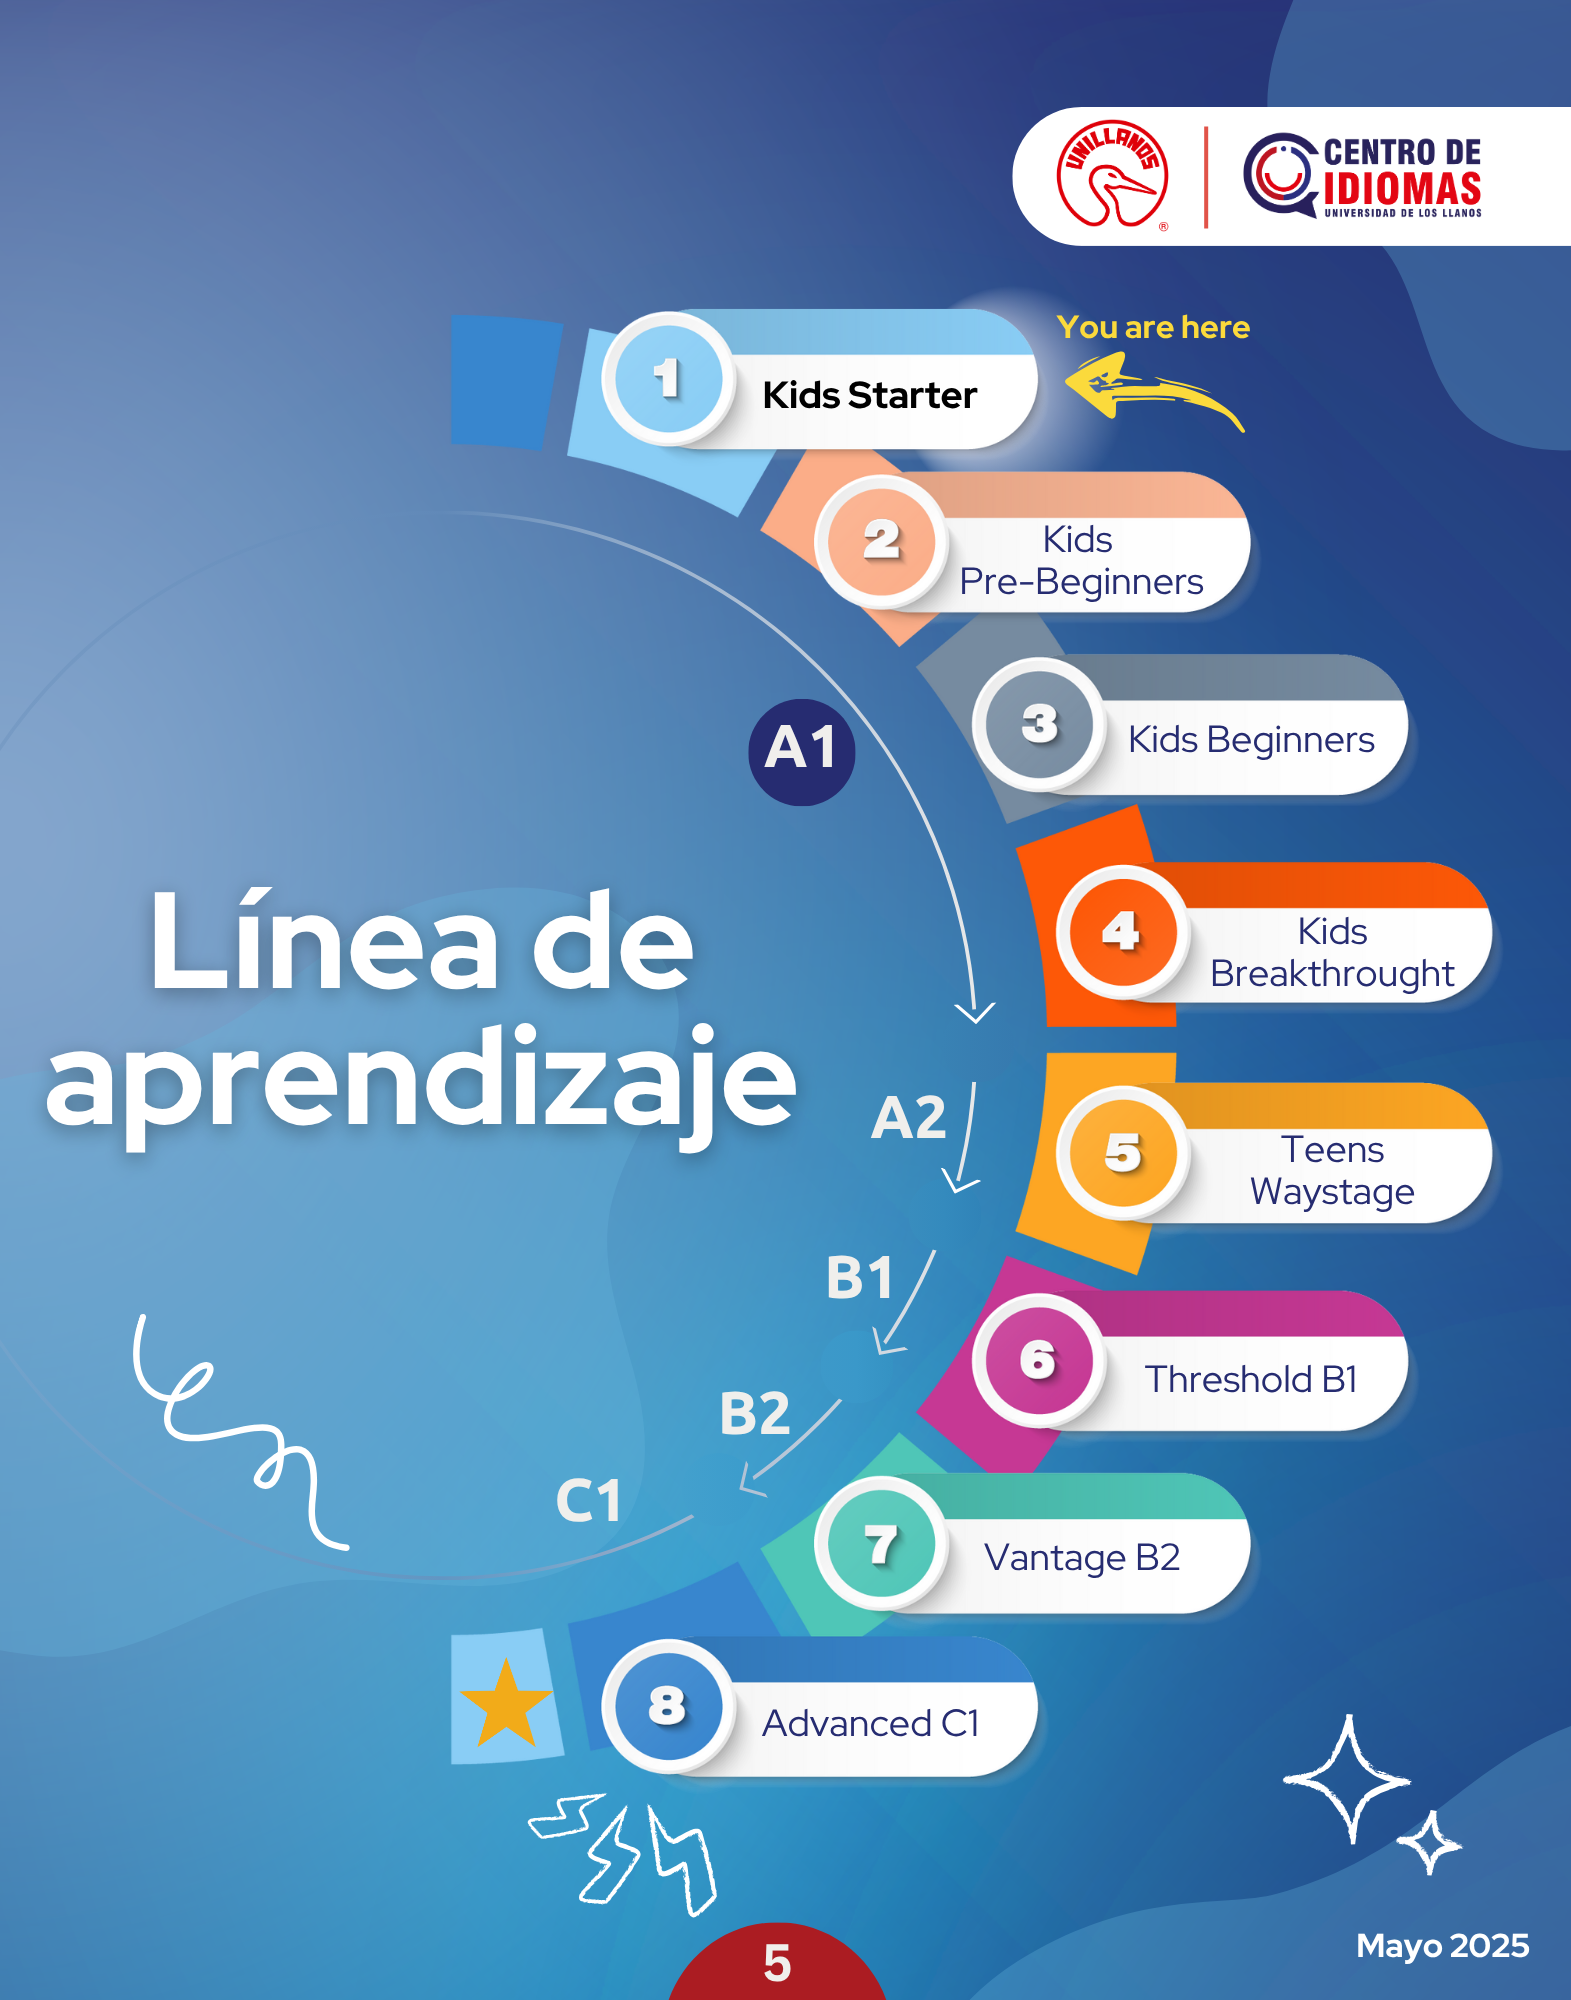 UNILLANOS
®
CENTRO DE
IDIOMAS
UNIVERSIDAD DE LOS LLANOS
You are here
1
Kids Starter
2
Kids
Pre-Beginners
3
Kids Beginners
A1
4
Kids
Breakthrought
Línea de
aprendizaje
A2
5
Teens
Waystage
B1
6
Threshold B1
B2
7
Vantage B2
C1
8
Advanced C1
Mayo 2025
5